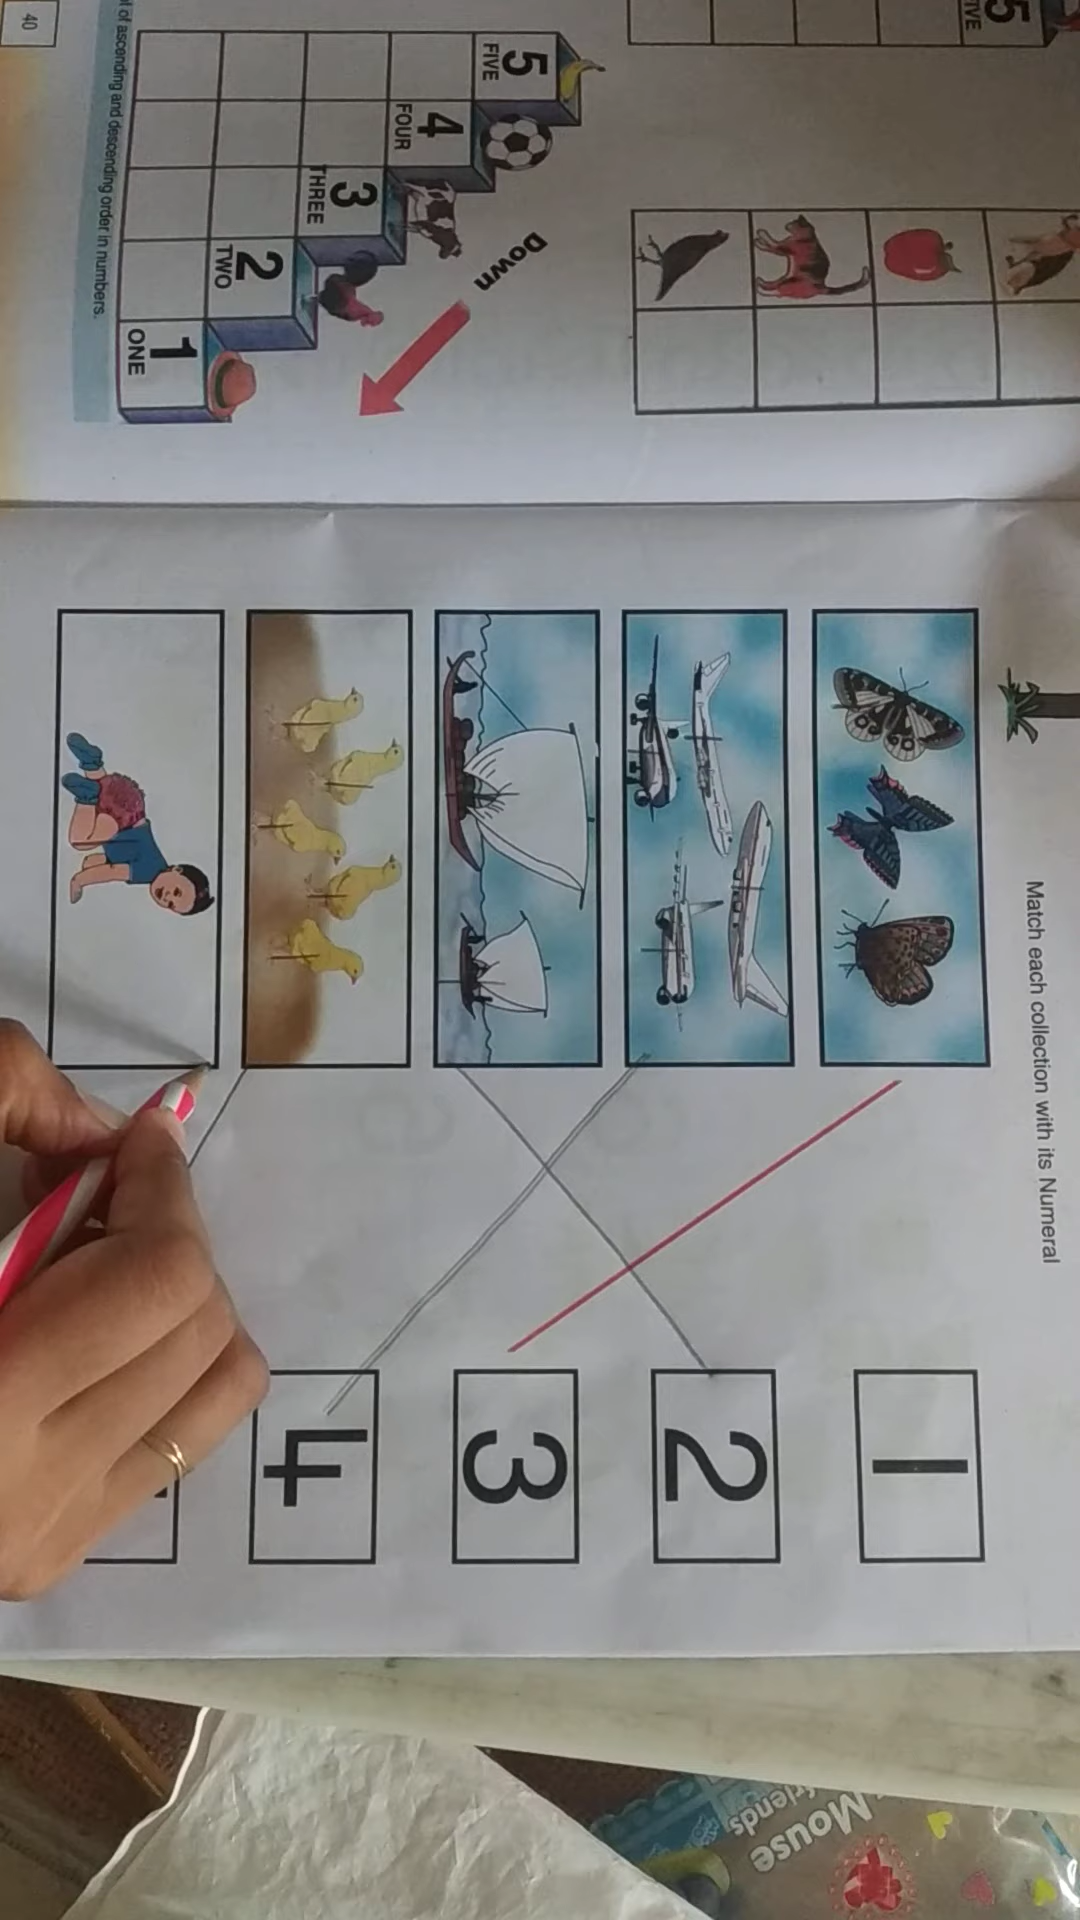 5
FIVE
4
FOUR
3
THREE
2
TWO
1
ONE
Down
of ascending and descending order in numbers.
40
5
Match each collection with its Numeral
1
2
3
4
Mouse
friends